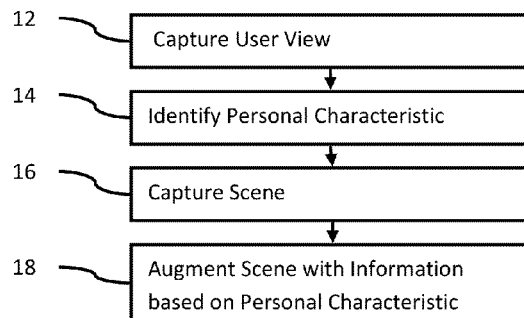 12
Capture User View
14
Identify Personal Characteristic
16
Capture Scene
18
Augment Scene with Information
based on Personal Characteristic